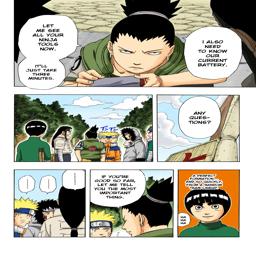 LET
ME SEE
ALL YOUR
NINJA
TOOLS
NOW.
IT'LL
JUST TAKE
THREE
MINUTES.
I ALSO
NEED
TO KNOW
OUR
CURRENT
BATTERY.
ANY
QUES-
TIONS?
IF YOU'RE
GOOD SO FAR,
LET ME TELL
YOU THE MOST
IMPORTANT
THING.
A PERFECT
FORMATION